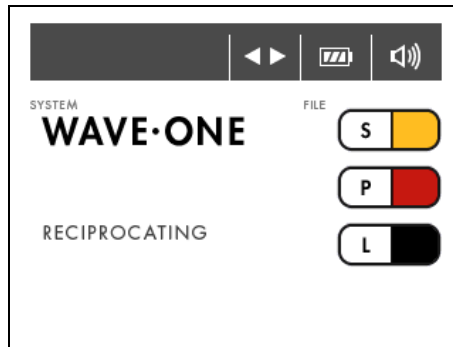 SYSTEM
WAVE·ONE
RECIPROCATING
FILE
S
P
L